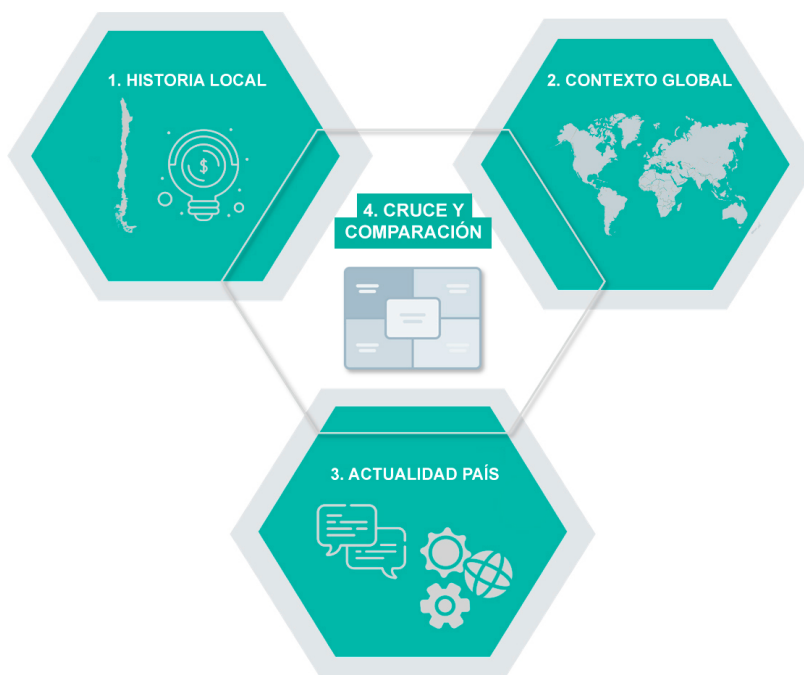 1. HISTORIA LOCAL
$
2. CONTEXTO GLOBAL
4. CRUCE Y
COMPARACIÓN
3. ACTUALIDAD PAÍS